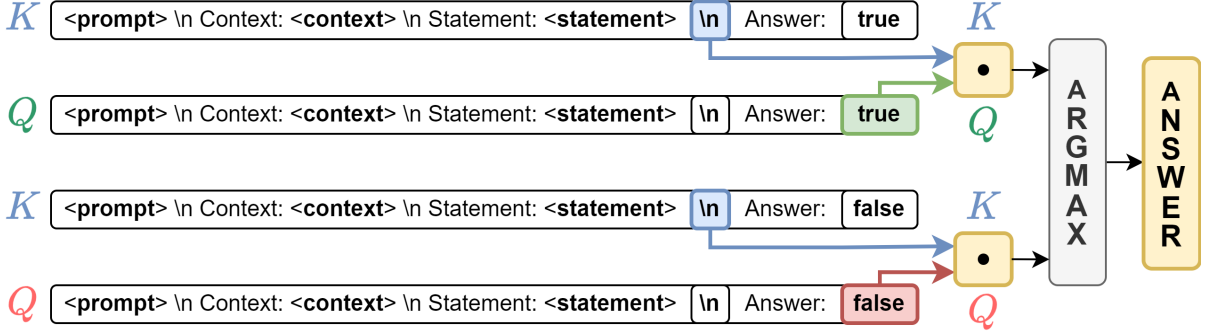 K <prompt> \n Context: <context> \n Statement: <statement> \n Answer: true K
Q <prompt> \n Context: <context> \n Statement: <statement> \n Answer: true Q
K <prompt> \n Context: <context> \n Statement: <statement> \n Answer: false K
Q <prompt> \n Context: <context> \n Statement: <statement> \n Answer: false Q
ARGMAX
ANSWER